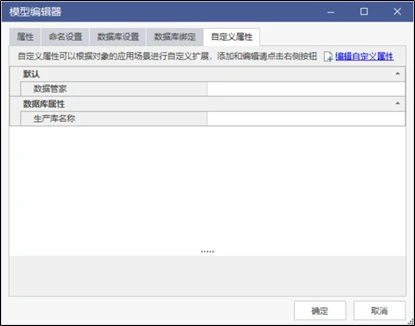 模型编辑器
属性 命名设置 数据库设置 数据库绑定 自定义属性
自定义属性可以根据对象的应用场景进行自定义扩展，添加和编辑请点击右侧按钮 编辑自定义属性
默认
数据管家
数据库属性
生产库名称
.....
确定 取消